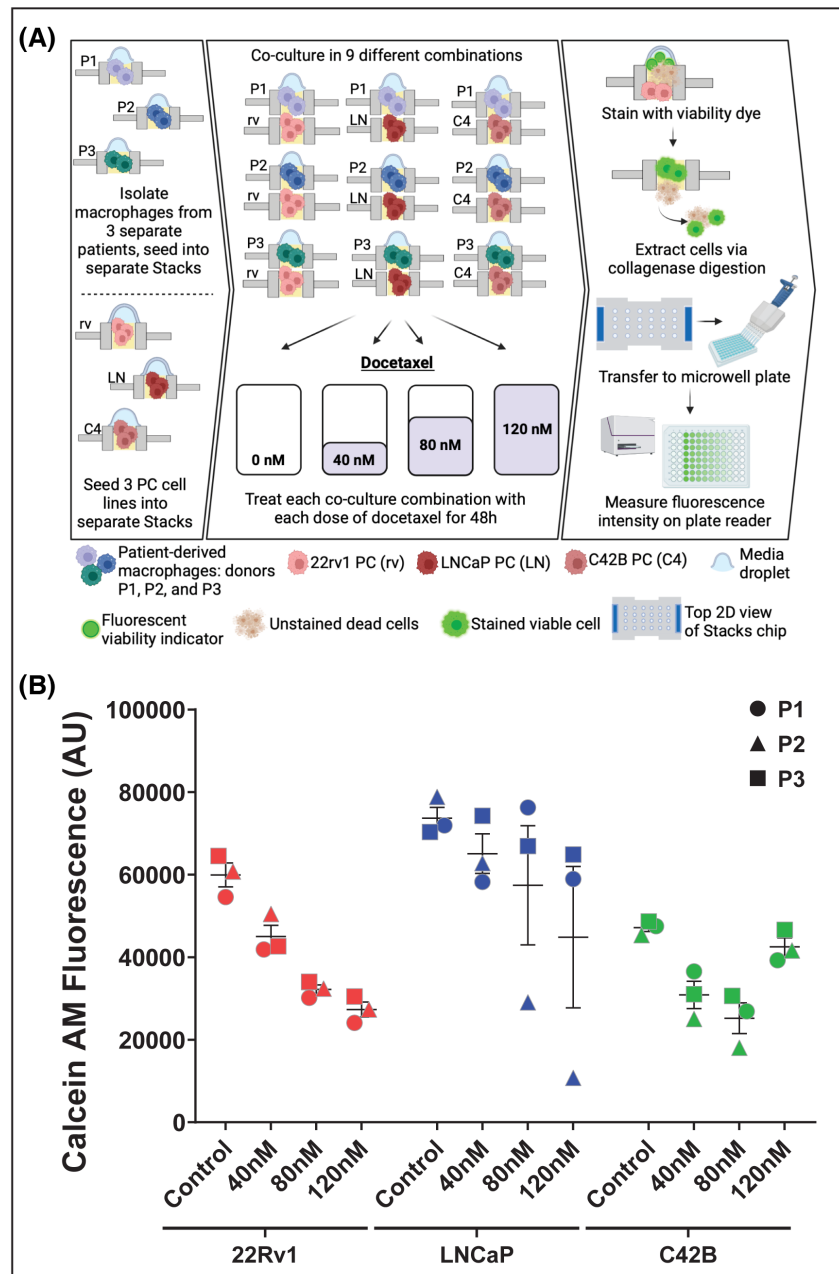 (A)
P1
P2
P3
Isolate
macrophages from
3 separate
patients, seed into
separate Stacks
rv
LN
C4
Seed 3 PC cell
lines into
separate Stacks
Co-culture in 9 different combinations
P1
rv
P1
LN
P1
C4
P2
rv
P2
LN
P2
C4
P3
rv
P3
LN
P3
C4
Docetaxel
0 nM
40 nM
80 nM
120 nM
Treat each co-culture combination with
each dose of docetaxel for 48h
Stain with viability dye
Extract cells via
collagenase digestion
Transfer to microwell plate
Measure fluorescence
intensity on plate reader
Patient-derived
macrophages: donors
P1, P2, and P3
22rv1 PC (rv)
LNCaP PC (LN)
C42B PC (C4)
Media
droplet
Fluorescent
viability indicator
Unstained dead cells
Stained viable cell
Top 2D view
of Stacks chip
(B)
Calcein AM Fluorescence (AU)
100000
80000
60000
40000
20000
0
P1
P2
P3
Control
40nM
80nM
120nM
Control
40nM
80nM
120nM
Control
40nM
80nM
120nM
22Rv1
LNCaP
C42B